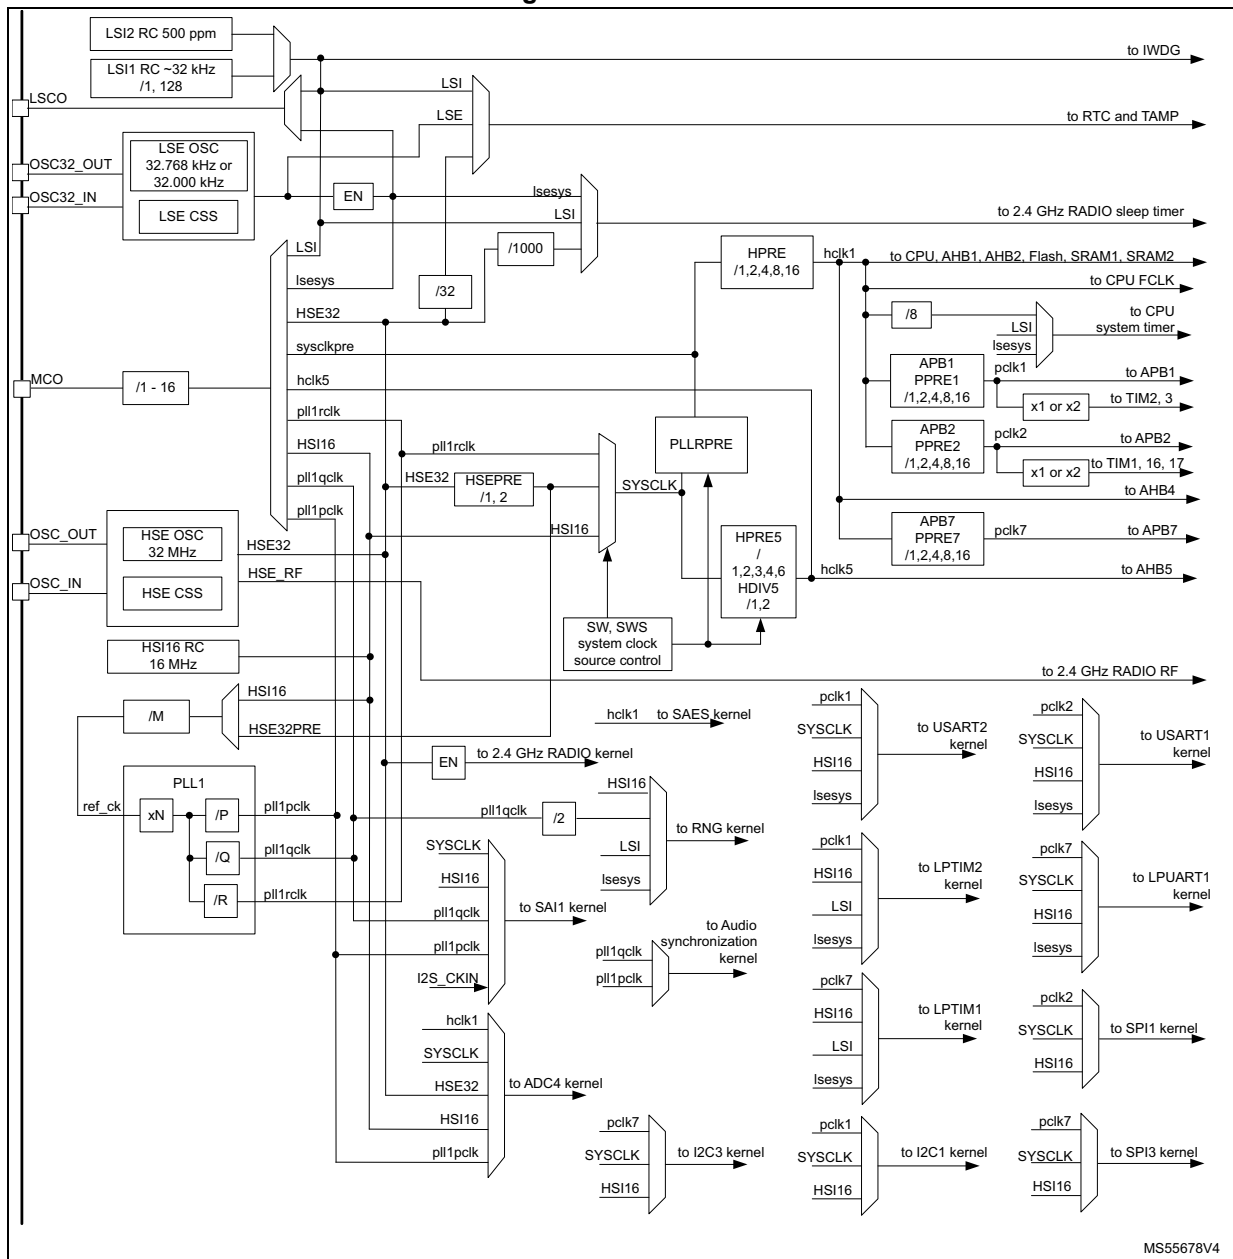 LSI2 RC 500 ppm
LSI1 RC ~32 kHz
/1, 128
to IWDG
LSCO
LSI
LSE
to RTC and TAMP
OSC32_OUT
OSC32_IN
LSE OSC
32.768 kHz or
32.000 kHz
LSE CSS
EN
lsesys
LSI
/1000
to 2.4 GHz RADIO sleep timer
LSI
lsesys
HSE32
sysclkpre
hclk5
pll1rclk
HSI16
pll1qclk
pll1pclk
/32
HPRE
/1,2,4,8,16
hclk1
to CPU, AHB1, AHB2, Flash, SRAM1, SRAM2
to CPU FCLK
/8
LSI
lsesys
to CPU
system timer
MCO
/1 - 16
APB1
PPRE1
/1,2,4,8,16
pclk1
to APB1
x1 or x2
to TIM2, 3
APB2
PPRE2
/1,2,4,8,16
pclk2
to APB2
x1 or x2
to TIM1, 16, 17
to AHB4
APB7
PPRE7
/1,2,4,8,16
pclk7
to APB7
pll1rclk
HSE32
HSEPRE
/1, 2
HSI16
SYSCLK
PLLRPRE
HPRE5
/
1,2,3,4,6
HDIV5
/1,2
hclk5
to AHB5
OSC_OUT
OSC_IN
HSE OSC
32 MHz
HSE CSS
HSE32
HSE_RF
SW, SWS
system clock
source control
HSI16 RC
16 MHz
to 2.4 GHz RADIO RF
/M
HSI16
HSE32PRE
hclk1
to SAES kernel
EN
to 2.4 GHz RADIO kernel
PLL1
ref_ck
xN
/P
pll1pclk
/Q
pll1qclk
/R
pll1rclk
HSI16
pll1qclk
/2
LSI
lsesys
to RNG kernel
SYSCLK
HSI16
pll1qclk
pll1pclk
I2S_CKIN
to SAI1 kernel
pll1qclk
pll1pclk
to Audio
synchronization
kernel
hclk1
SYSCLK
HSE32
HSI16
pll1pclk
to ADC4 kernel
pclk7
SYSCLK
HSI16
to I2C3 kernel
pclk1
SYSCLK
HSI16
lsesys
to USART2
kernel
pclk2
SYSCLK
HSI16
lsesys
to USART1
kernel
pclk1
HSI16
LSI
lsesys
to LPTIM2
kernel
pclk7
SYSCLK
HSI16
lsesys
to LPUART1
kernel
pclk7
HSI16
LSI
lsesys
to LPTIM1
kernel
pclk2
SYSCLK
HSI16
to SPI1 kernel
pclk1
SYSCLK
HSI16
to I2C1 kernel
pclk7
SYSCLK
HSI16
to SPI3 kernel
MS55678V4